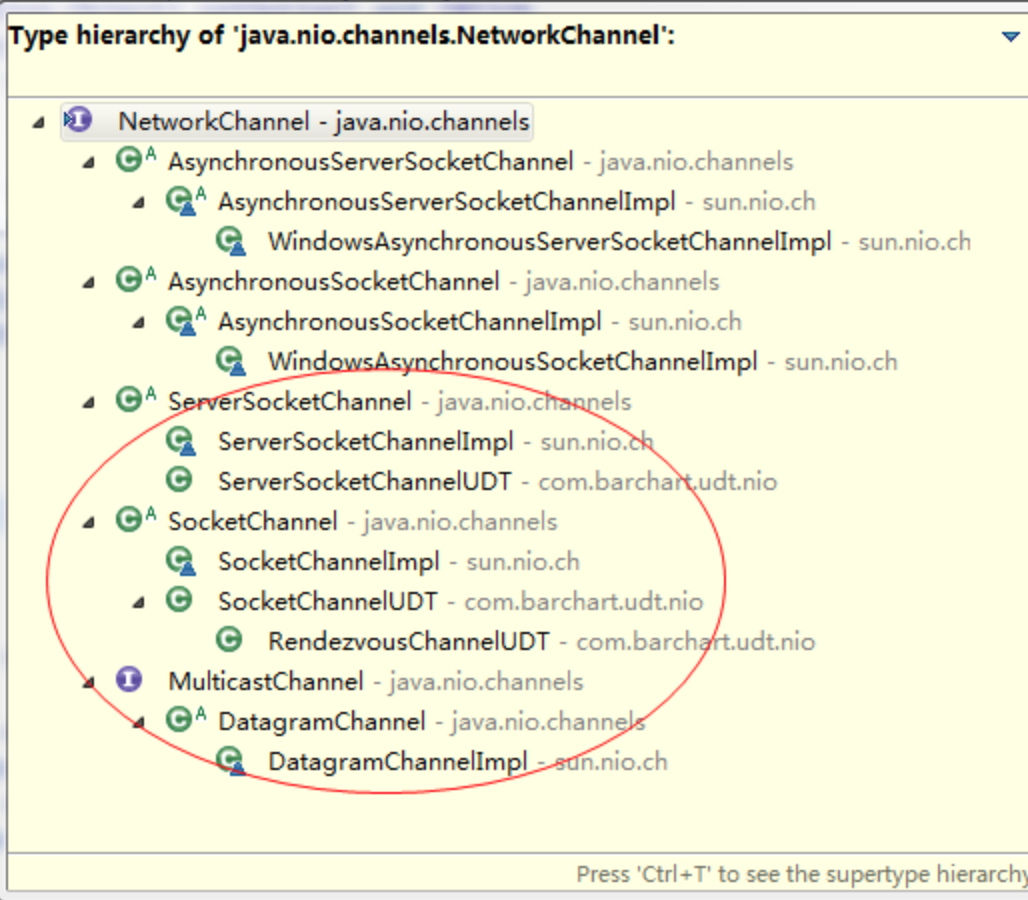 Type hierarchy of 'java.nio.channels.NetworkChannel':
NetworkChannel - java.nio.channels
AsynchronousServerSocketChannel - java.nio.channels
AsynchronousServerSocketChannelImpl - sun.nio.ch
WindowsAsynchronousServerSocketChannelImpl - sun.nio.ch
AsynchronousSocketChannel - java.nio.channels
AsynchronousSocketChannelImpl - sun.nio.ch
WindowsAsynchronousSocketChannelImpl - sun.nio.ch
ServerSocketChannel - java.nio.channels
ServerSocketChannelImpl - sun.nio.ch
ServerSocketChannelUDT - com.barchart.udt.nio
SocketChannel - java.nio.channels
SocketChannelImpl - sun.nio.ch
SocketChannelUDT - com.barchart.udt.nio
RendezvousChannelUDT - com.barchart.udt.nio
MulticastChannel - java.nio.channels
DatagramChannel - java.nio.channels
DatagramChannelImpl - sun.nio.ch
Press 'Ctrl+T' to see the supertype hierarchy